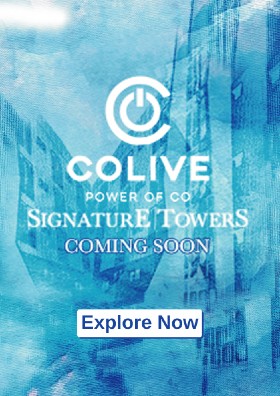 COLIVE
POWER OF CO
SIGNATURE TOWERS
COMING SOON
Explore Now